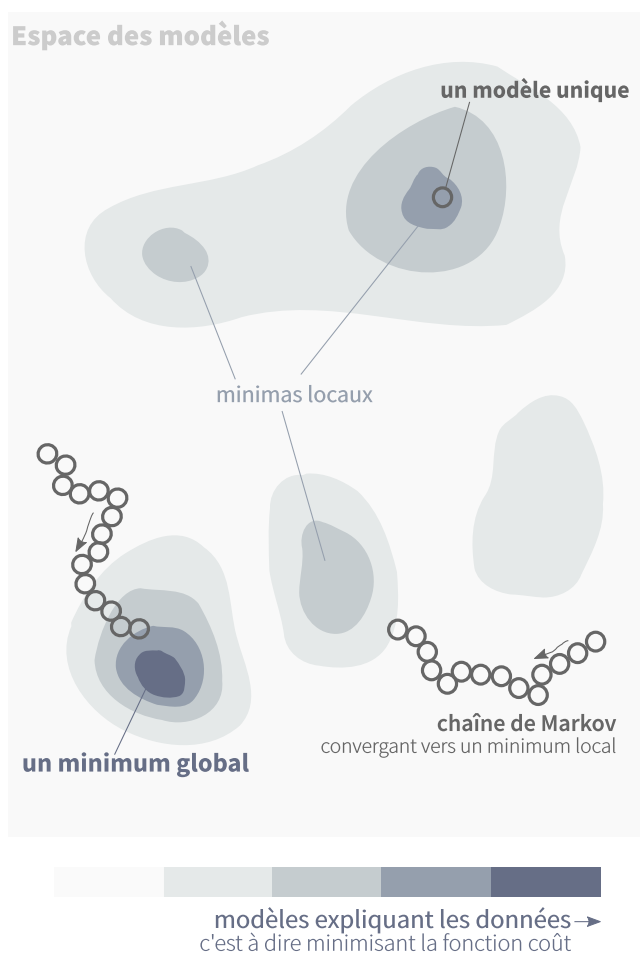 Espace des modèles
un modèle unique
minimas locaux
chaîne de Markov
convergant vers un minimum local
un minimum global
modèles expliquant les données
c'est à dire minimisant la fonction coût